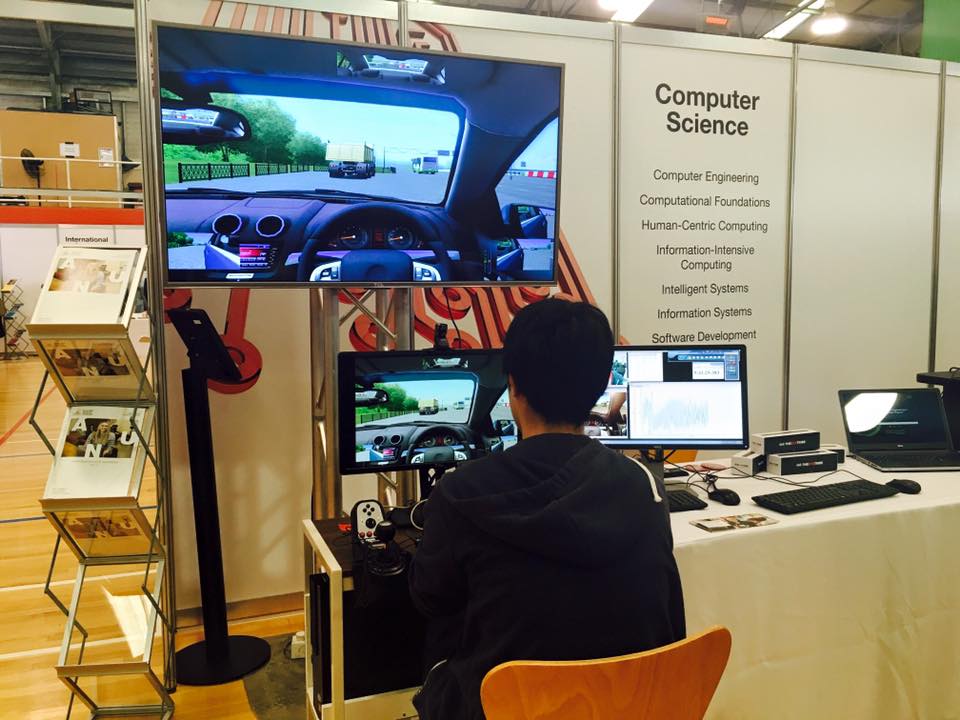 Computer
Science
Computer Engineering
Computational Foundations
Human-Centric Computing
Information-Intensive
Computing
Intelligent Systems
Information Systems
Software Development
International
A
N U
A
N U